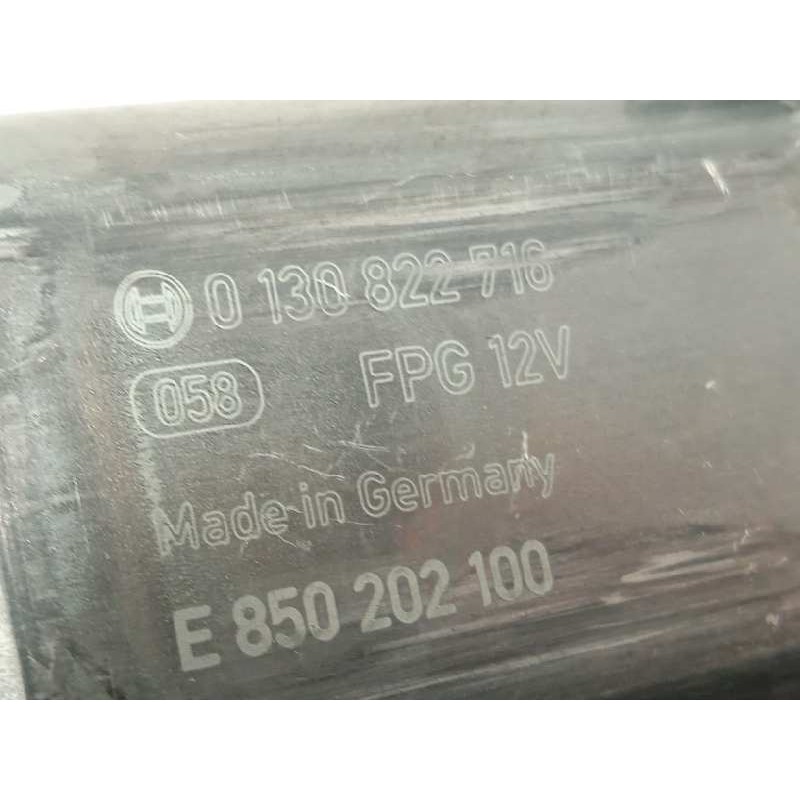 0 130 822 716
058 FPG 12V
Made in Germany
E 850 202 100